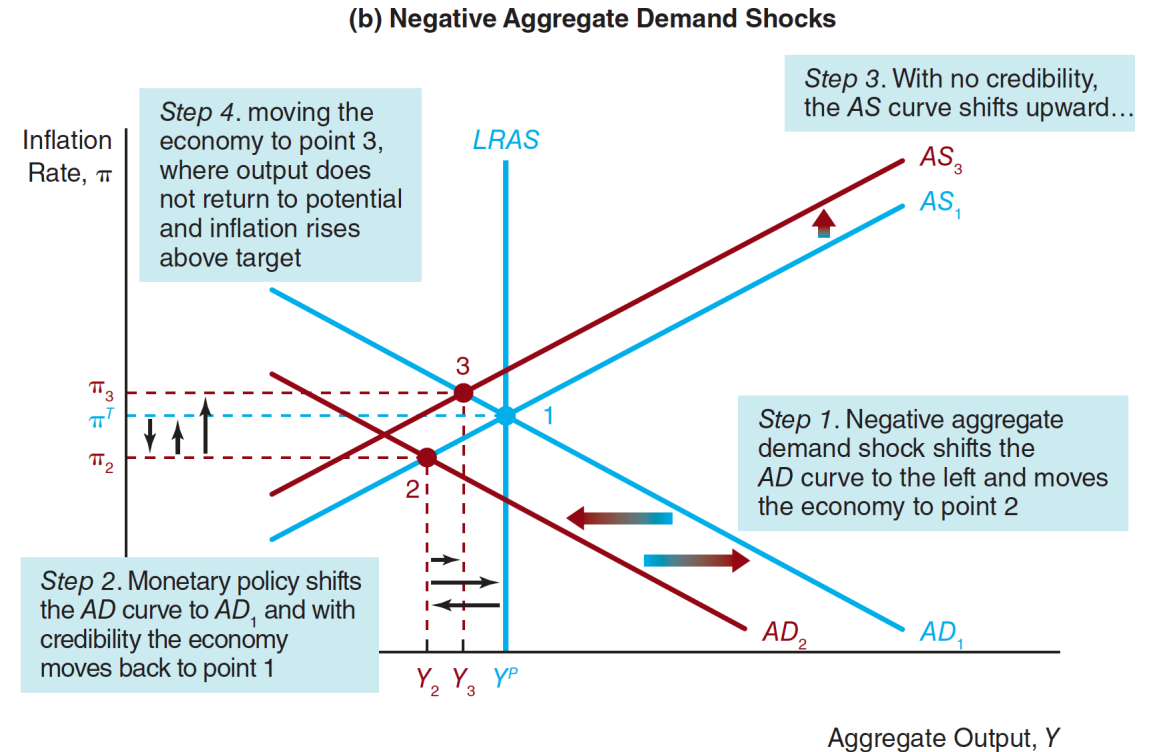 (b) Negative Aggregate Demand Shocks
Step 3. With no credibility,
the AS curve shifts upward…
Step 4. moving the
economy to point 3,
where output does
not return to potential
and inflation rises
above target
Inflation
Rate, π
LRAS
AS₃
AS₁
3
π₃
πᵀ
1
π₂
2
Step 1. Negative aggregate
demand shock shifts the
AD curve to the left and moves
the economy to point 2
Step 2. Monetary policy shifts
the AD curve to AD₁ and with
credibility the economy
moves back to point 1
AD₂
AD₁
Y₂ Y₃ Yᴾ
Aggregate Output, Y